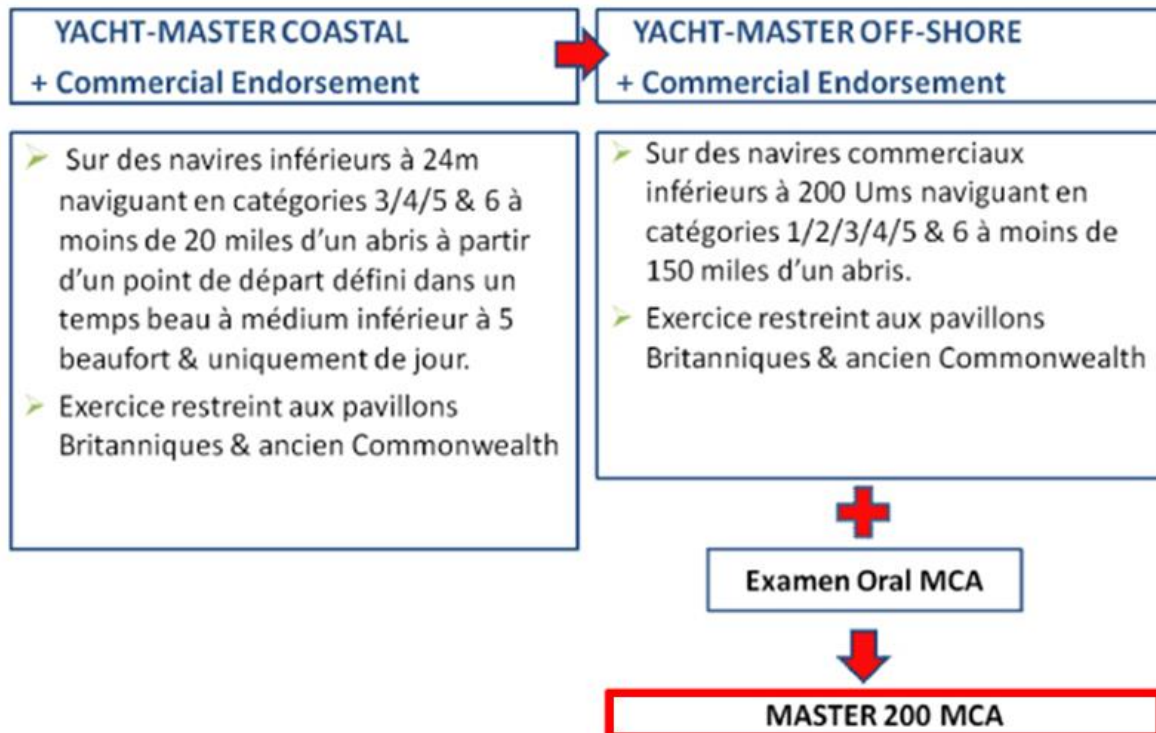 YACHT-MASTER COASTAL
+ Commercial Endorsement
Sur des navires inférieurs à 24m
naviguant en catégories 3/4/5 & 6 à
moins de 20 miles d'un abris à partir
d'un point de départ défini dans un
temps beau à médium inférieur à 5
beaufort & uniquement de jour.
Exercice restreint aux pavillons
Britanniques & ancien Commonwealth
YACHT-MASTER OFF-SHORE
+ Commercial Endorsement
Sur des navires commerciaux
inférieurs à 200 Ums naviguant en
catégories 1/2/3/4/5 & 6 à moins de
150 miles d'un abris.
Exercice restreint aux pavillons
Britanniques & ancien Commonwealth
Examen Oral MCA
MASTER 200 MCA